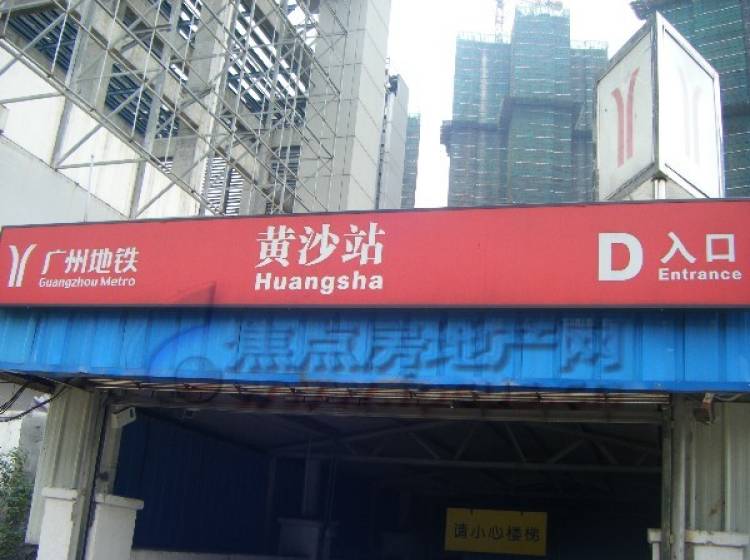 广州地铁
Guangzhou Metro
黄沙站
Huangsha
D 入口
Entrance
焦点房地产网
请小心楼梯